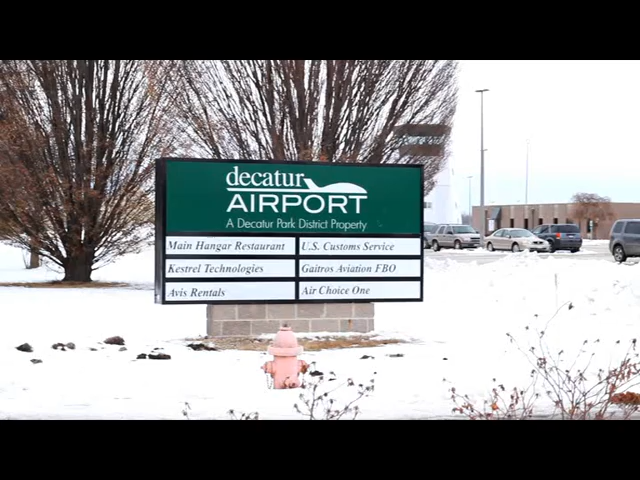 decatur
AIRPORT
A Decatur Park District Property
Main Hangar Restaurant
U.S. Customs Service
Kestrel Technologies
Gaitros Aviation FBO
Avis Rentals
Air Choice One